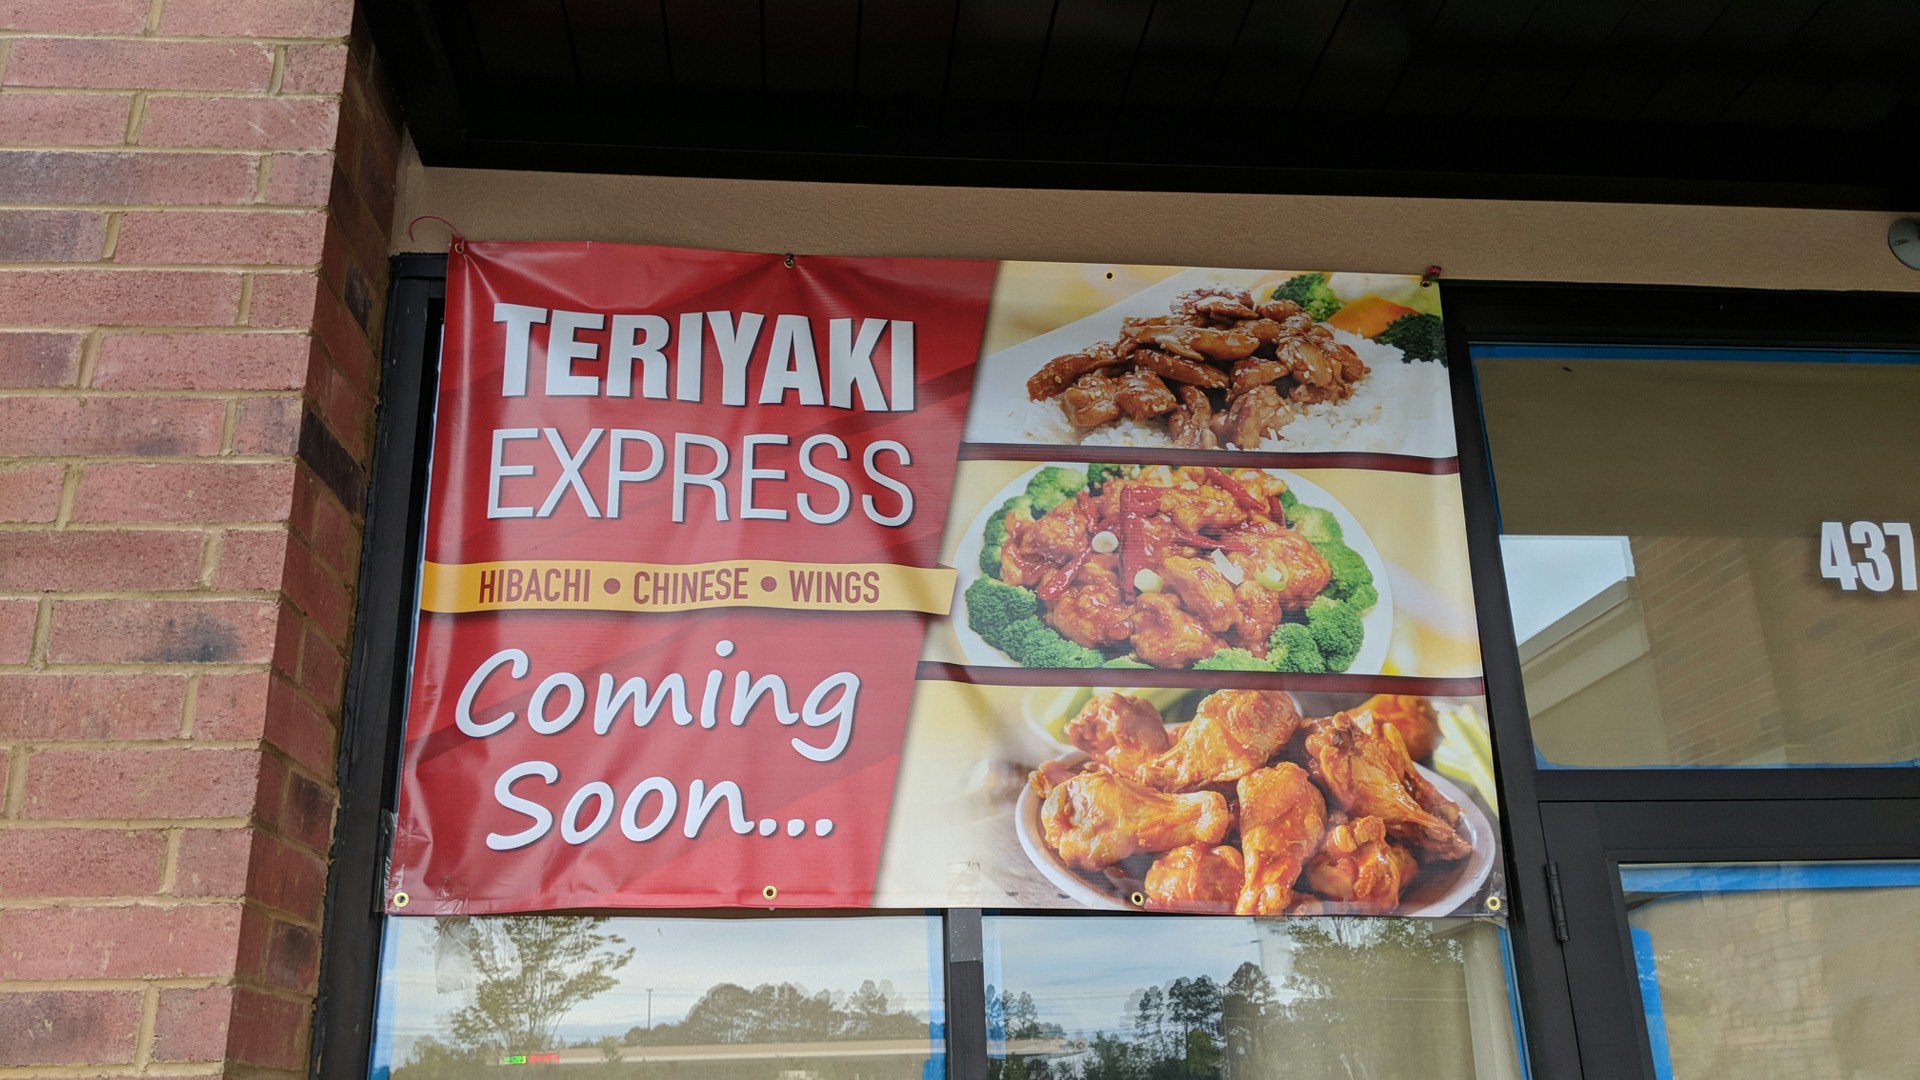 TERIYAKI
EXPRESS
HIBACHI • CHINESE • WINGS
Coming
Soon...
437